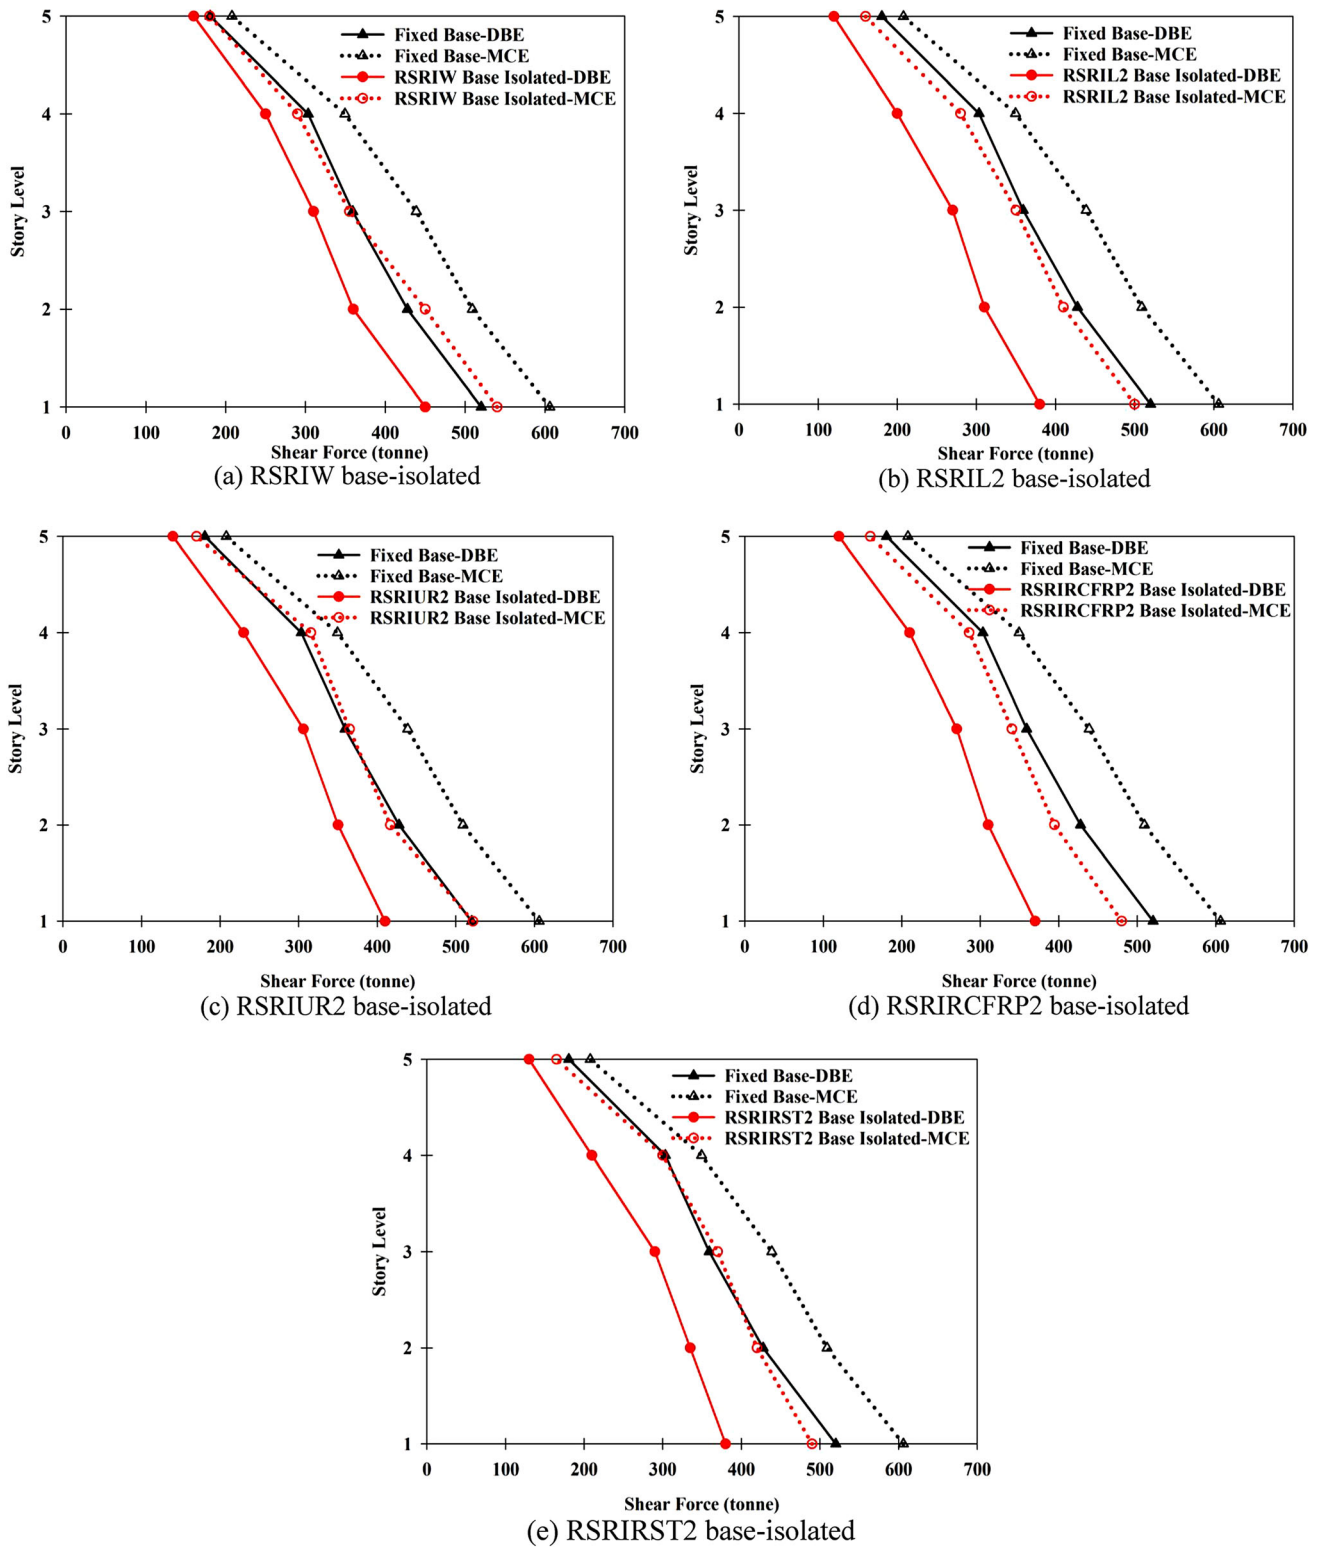 5
4
3
2
1
Story Level
Fixed Base-DBE
Fixed Base-MCE
RSRIW Base Isolated-DBE
RSRIW Base Isolated-MCE
0 100 200 300 400 500 600 700
Shear Force (tonne)
(a) RSRIW base-isolated
5
4
3
2
1
Story Level
Fixed Base-DBE
Fixed Base-MCE
RSRIL2 Base Isolated-DBE
RSRIL2 Base Isolated-MCE
0 100 200 300 400 500 600 700
Shear Force (tonne)
(b) RSRIL2 base-isolated
5
4
3
2
1
Story Level
Fixed Base-DBE
Fixed Base-MCE
RSRIUR2 Base Isolated-DBE
RSRIUR2 Base Isolated-MCE
0 100 200 300 400 500 600 700
Shear Force (tonne)
(c) RSRIUR2 base-isolated
5
4
3
2
1
Story Level
Fixed Base-DBE
Fixed Base-MCE
RSRIRCFRP2 Base Isolated-DBE
RSRIRCFRP2 Base Isolated-MCE
0 100 200 300 400 500 600 700
Shear Force (tonne)
(d) RSRIRCFRP2 base-isolated
5
4
3
2
1
Story Level
Fixed Base-DBE
Fixed Base-MCE
RSRIRST2 Base Isolated-DBE
RSRIRST2 Base Isolated-MCE
0 100 200 300 400 500 600 700
Shear Force (tonne)
(e) RSRIRST2 base-isolated